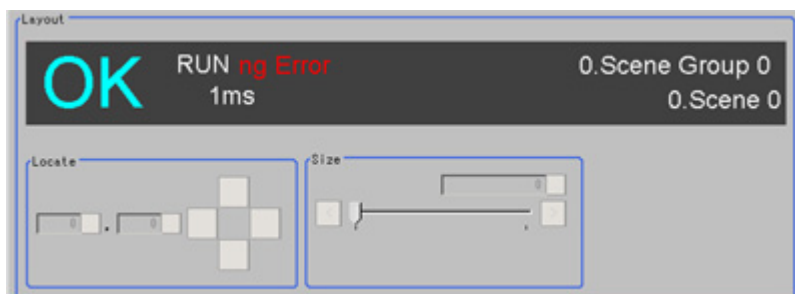 Layout
OK
RUN ng Error
1ms
0.Scene Group 0
0.Scene 0
Locate
0 . 0
Size
0
< >